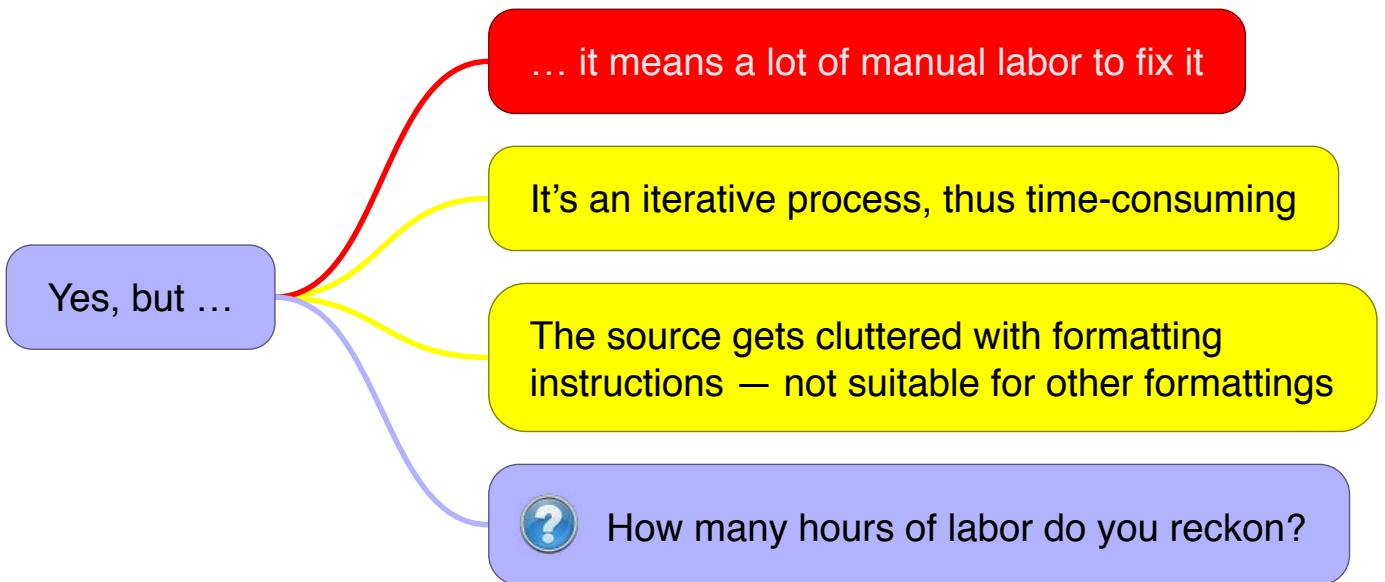 … it means a lot of manual labor to fix it
It’s an iterative process, thus time-consuming
Yes, but …
The source gets cluttered with formatting
instructions — not suitable for other formattings
? How many hours of labor do you reckon?